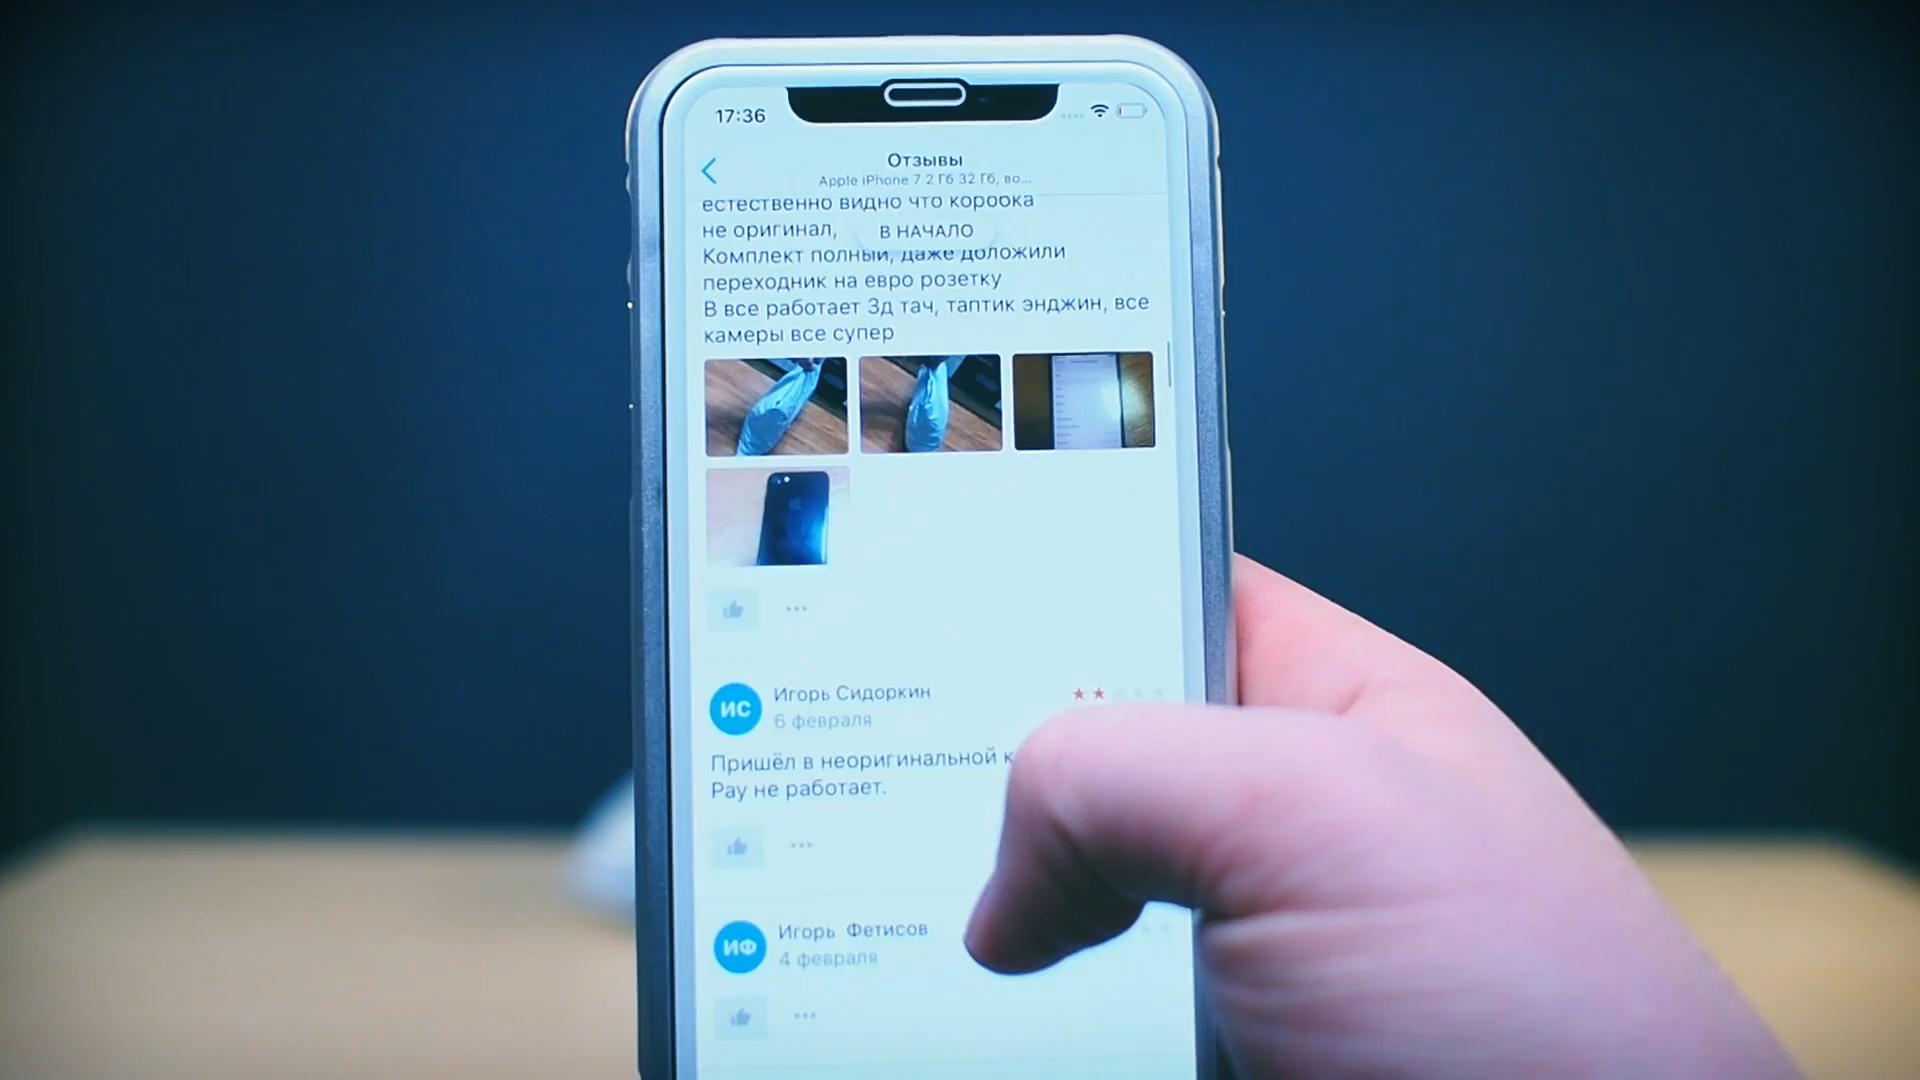 17:36
Отзывы
Apple iPhone 7 2 Гб 32 Гб, во...
естественно видно что коробка
не оригинал,
В НАЧАЛО
Комплект полный, даже доложили
переходник на евро розетку
В все работает 3д тач, таптик энджин, все
камеры все супер
ИС
Игорь Сидоркин
6 февраля
Пришёл в неоригинальной
Pay не работает.
ИФ
Игорь Фетисов
4 февраля